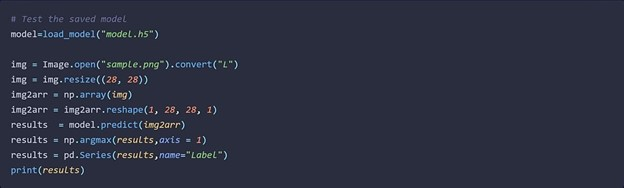 # Test the saved model
model=load_model("model.h5")
img = Image.open("sample.png").convert("L")
img = img.resize((28, 28))
img2arr = np.array(img)
img2arr = img2arr.reshape(1, 28, 28, 1)
results  = model.predict(img2arr)
results = np.argmax(results,axis = 1)
results = pd.Series(results,name="Label")
print(results)